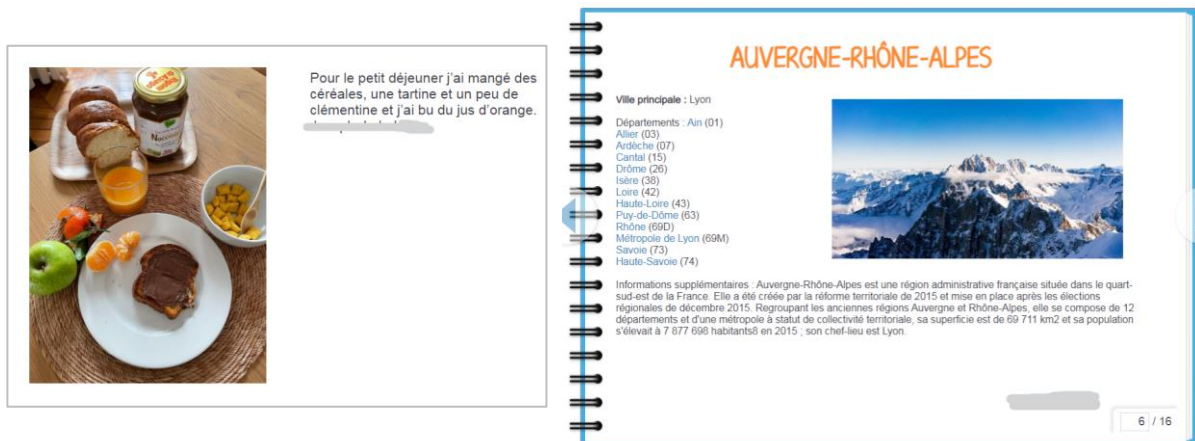 Pour le petit déjeuner j’ai mangé des
céréales, une tartine et un peu de
clémentine et j’ai bu du jus d’orange.
AUVERGNE-RHÔNE-ALPES
Ville principale : Lyon
Départements : Ain (01)
Allier (03)
Ardèche (07)
Cantal (15)
Drôme (26)
Isère (38)
Loire (42)
Haute-Loire (43)
Puy-de-Dôme (63)
Rhône (69D)
Métropole de Lyon (69M)
Savoie (73)
Haute-Savoie (74)
Informations supplémentaires : Auvergne-Rhône-Alpes est une région administrative française située dans le quart-
sud-est de la France. Elle a été créée par la réforme territoriale de 2015 et mise en place après les élections
régionales de décembre 2015. Regroupant les anciennes régions Auvergne et Rhône-Alpes, elle se compose de 12
départements et d'une métropole à statut de collectivité territoriale, sa superficie est de 69 711 km2 et sa population
s'élevait à 7 877 698 habitants8 en 2015 ; son chef-lieu est Lyon.
6 / 16